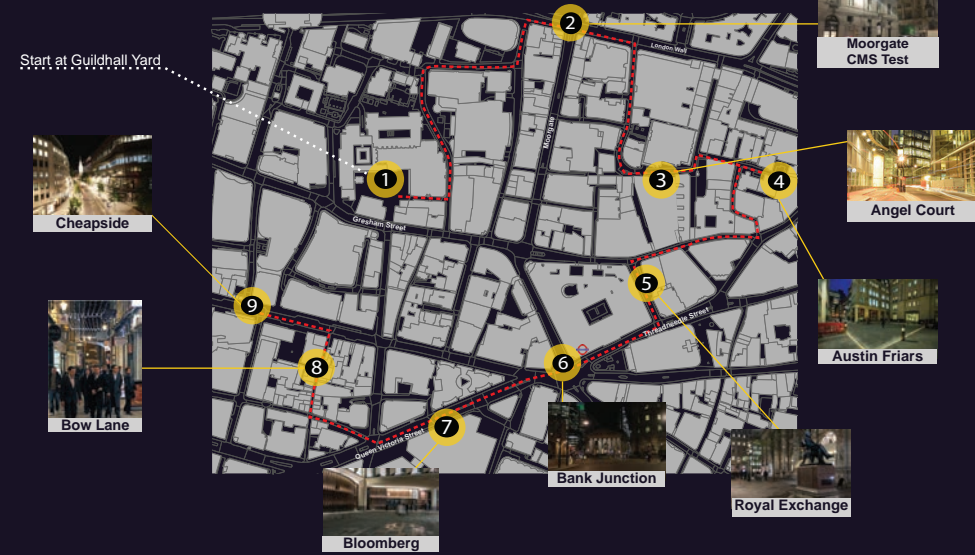 2
London Wall
Moorgate
CMS Test
Start at Guildhall Yard
Moorgate
1
3
4
Angel Court
Cheapside
Gresham Street
5
Threadneedle Street
9
Austin Friars
6
8
7
Bow Lane
Queen Victoria Street
Bank Junction
Royal Exchange
Bloomberg